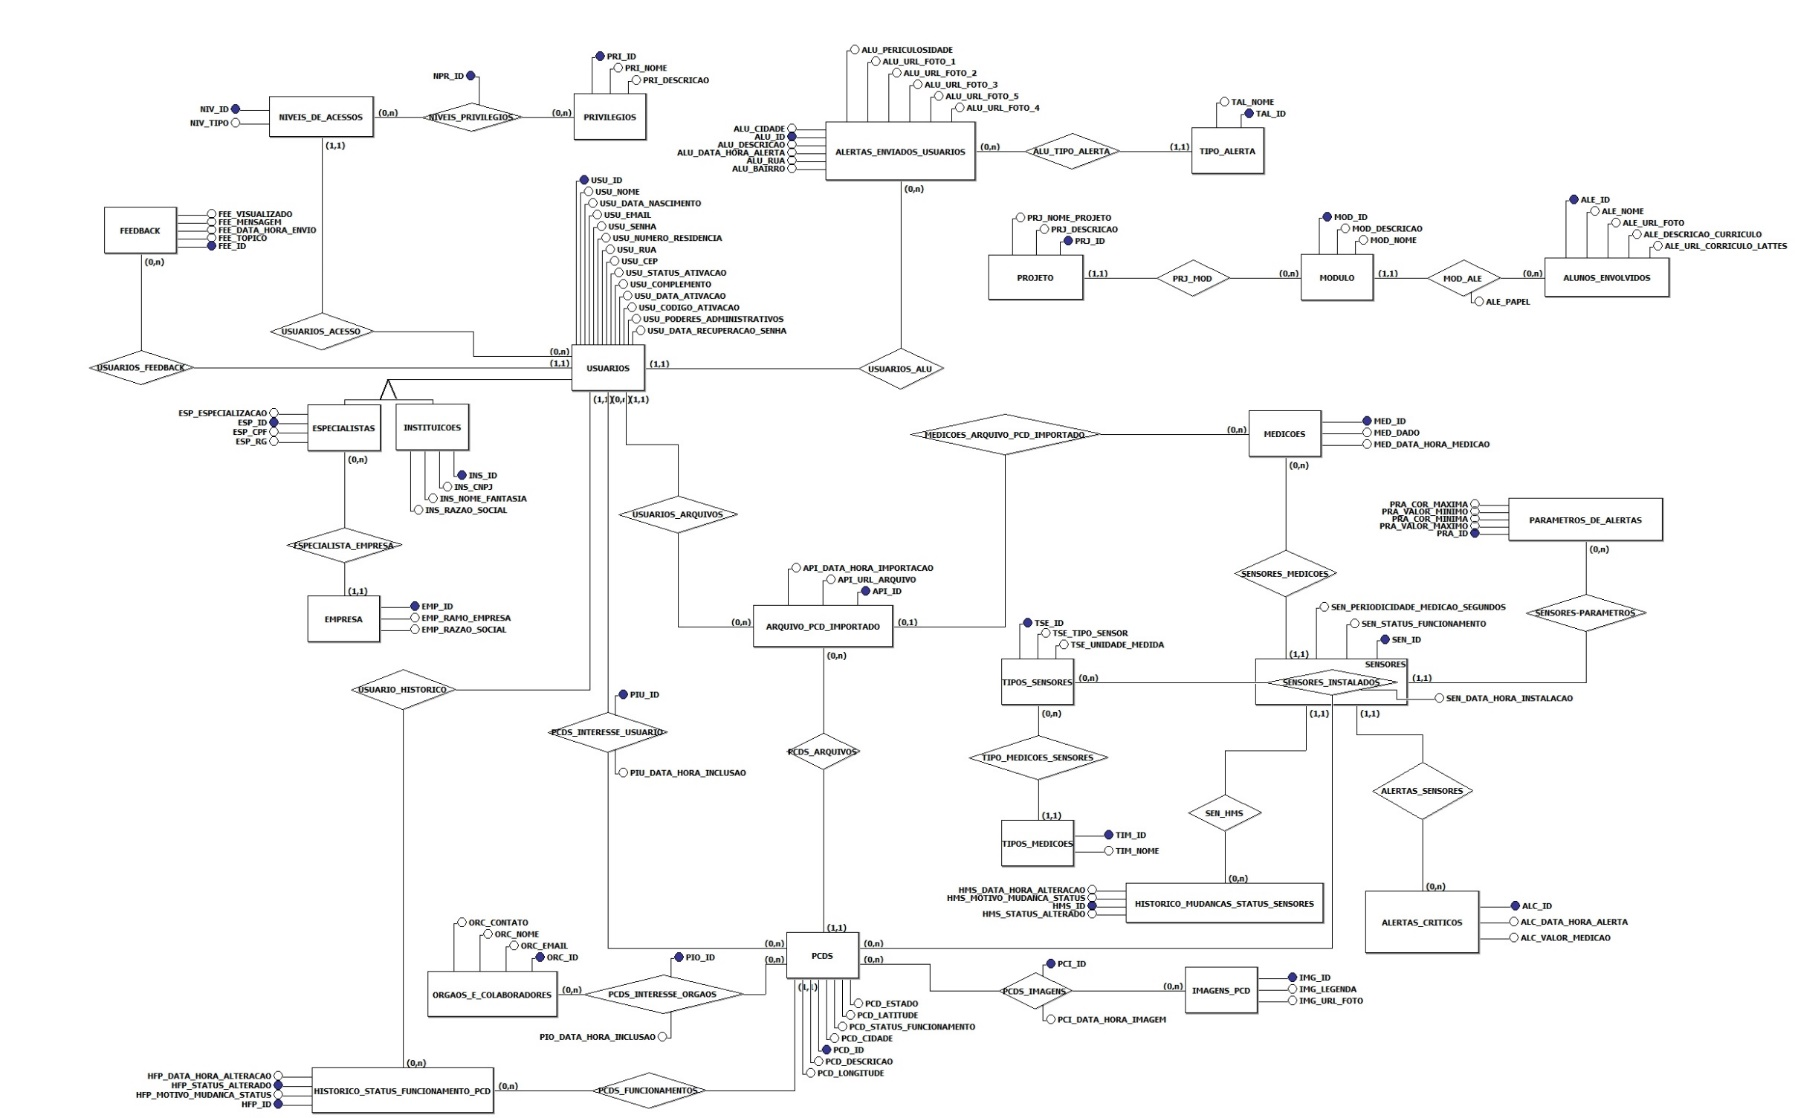 NPR_ID
PRI_ID
PRI_NOME
PRI_DESCRICAO
NIV_ID
NIV_TIPO
NIVEIS_DE_ACESSOS
(0,n)
NIVEIS_PRIVILEGIOS
(0,n)
PRIVILEGIOS
(1,1)
ALU_PERICULOSIDADE
ALU_URL_FOTO_1
ALU_URL_FOTO_2
ALU_URL_FOTO_3
ALU_URL_FOTO_5
ALU_URL_FOTO_4
ALU_CIDADE
ALU_ID
ALU_DESCRICAO
ALU_DATA_HORA_ALERTA
ALU_RUA
ALU_BAIRRO
ALERTAS_ENVIADOS_USUARIOS
(0,n)
ALU_TIPO_ALERTA
(1,1)
TIPO_ALERTA
TAL_NOME
TAL_ID
(0,n)
FEEDBACK
FEE_VISUALIZADO
FEE_MENSAGEM
FEE_DATA_HORA_ENVIO
FEE_TOPICO
FEE_ID
(0,n)
USU_ID
USU_NOME
USU_DATA_NASCIMENTO
USU_EMAIL
USU_SENHA
USU_NUMERO_RESIDENCIA
USU_RUA
USU_CEP
USU_STATUS_ATIVACAO
USU_COMPLEMENTO
USU_DATA_ATIVACAO
USU_CODIGO_ATIVACAO
USU_PODERES_ADMINISTRATIVOS
USU_DATA_RECUPERACAO_SENHA
PRJ_NOME_PROJETO
PRJ_DESCRICAO
PRJ_ID
PROJETO
(1,1)
PRJ_MOD
(0,n)
MODULO
MOD_ID
MOD_DESCRICAO
MOD_NOME
(1,1)
MOD_ALE
ALE_PAPEL
(0,n)
ALUNOS_ENVOLVIDOS
ALE_ID
ALE_NOME
ALE_URL_FOTO
ALE_DESCRICAO_CURRICULO
ALE_URL_CORRICULO_LATTES
USUARIOS_ACESSO
(0,n)
USUARIOS_FEEDBACK
(1,1)
USUARIOS
(1,1)
USUARIOS_ALU
(1,1)
(0,n)
(1,1)
ESP_ESPECIALIZACAO
ESP_ID
ESP_CPF
ESP_RG
ESPECIALISTAS
INSTITUICOES
(0,n)
INS_ID
INS_CNPJ
INS_NOME_FANTASIA
INS_RAZAO_SOCIAL
ESPECIALISTA_EMPRESA
(1,1)
EMPRESA
EMP_ID
EMP_RAMO_EMPRESA
EMP_RAZAO_SOCIAL
USUARIOS_ARQUIVOS
MEDICOES_ARQUIVO_PCD_IMPORTADO
(0,n)
MEDICOES
MED_ID
MED_DADO
MED_DATA_HORA_MEDICAO
(0,n)
PRA_COR_MAXIMA
PRA_VALOR_MINIMO
PRA_COR_MINIMA
PRA_VALOR_MAXIMO
PRA_ID
PARAMETROS_DE_ALERTAS
(0,n)
SENSORES_MEDICOES
SENSORES-PARAMETROS
API_DATA_HORA_IMPORTACAO
API_URL_ARQUIVO
API_ID
(0,n)
ARQUIVO_PCD_IMPORTADO
(0,1)
(0,n)
TSE_ID
TSE_TIPO_SENSOR
TSE_UNIDADE_MEDIDA
SEN_PERIODICIDADE_MEDICAO_SEGUNDOS
SEN_STATUS_FUNCIONAMENTO
SEN_ID
(1,1)
SENSORES
TIPOS_SENSORES
(0,n)
SENSORES_INSTALADOS
(1,1)
SEN_DATA_HORA_INSTALACAO
(0,n)
(1,1)
(1,1)
USUARIO_HISTORICO
PIU_ID
PCDS_INTERESSE_USUARIO
PIU_DATA_HORA_INCLUSAO
PCDS_ARQUIVOS
TIPO_MEDICOES_SENSORES
(1,1)
TIPOS_MEDICOES
TIM_ID
TIM_NOME
SEN_HMS
ALERTAS_SENSORES
(0,n)
HMS_DATA_HORA_ALTERACAO
HMS_MOTIVO_MUDANCA_STATUS
HMS_ID
HMS_STATUS_ALTERADO
HISTORICO_MUDANCAS_STATUS_SENSORES
(0,n)
ALERTAS_CRITICOS
ALC_ID
ALC_DATA_HORA_ALERTA
ALC_VALOR_MEDICAO
ORC_CONTATO
ORC_NOME
ORC_EMAIL
ORC_ID
ORGAOS_E_COLABORADORES
(0,n)
PIO_ID
PCDS_INTERESSE_ORGAOS
PIO_DATA_HORA_INCLUSAO
(1,1)
(0,n)
(0,n)
PCDS
(0,n)
(0,n)
(1,1)
PCD_ESTADO
PCD_LATITUDE
PCD_STATUS_FUNCIONAMENTO
PCD_CIDADE
PCD_ID
PCD_DESCRICAO
PCD_LONGITUDE
PCI_ID
PCDS_IMAGENS
PCI_DATA_HORA_IMAGEM
(0,n)
IMAGENS_PCD
IMG_ID
IMG_LEGENDA
IMG_URL_FOTO
(0,n)
HFP_DATA_HORA_ALTERACAO
HFP_STATUS_ALTERADO
HFP_MOTIVO_MUDANCA_STATUS
HFP_ID
HISTORICO_STATUS_FUNCIONAMENTO_PCD
(0,n)
PCDS_FUNCIONAMENTOS